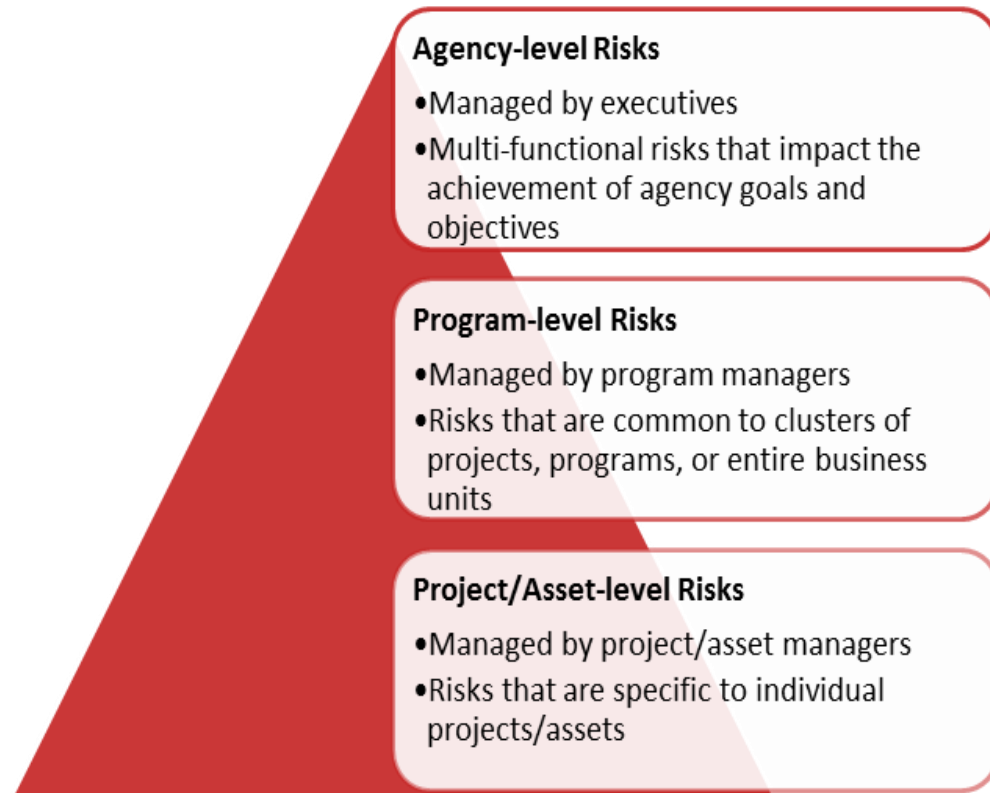 Agency-level Risks
•Managed by executives
•Multi-functional risks that impact the
achievement of agency goals and
objectives
Program-level Risks
•Managed by program managers
•Risks that are common to clusters of
projects, programs, or entire business
units
Project/Asset-level Risks
•Managed by project/asset managers
•Risks that are specific to individual
projects/assets